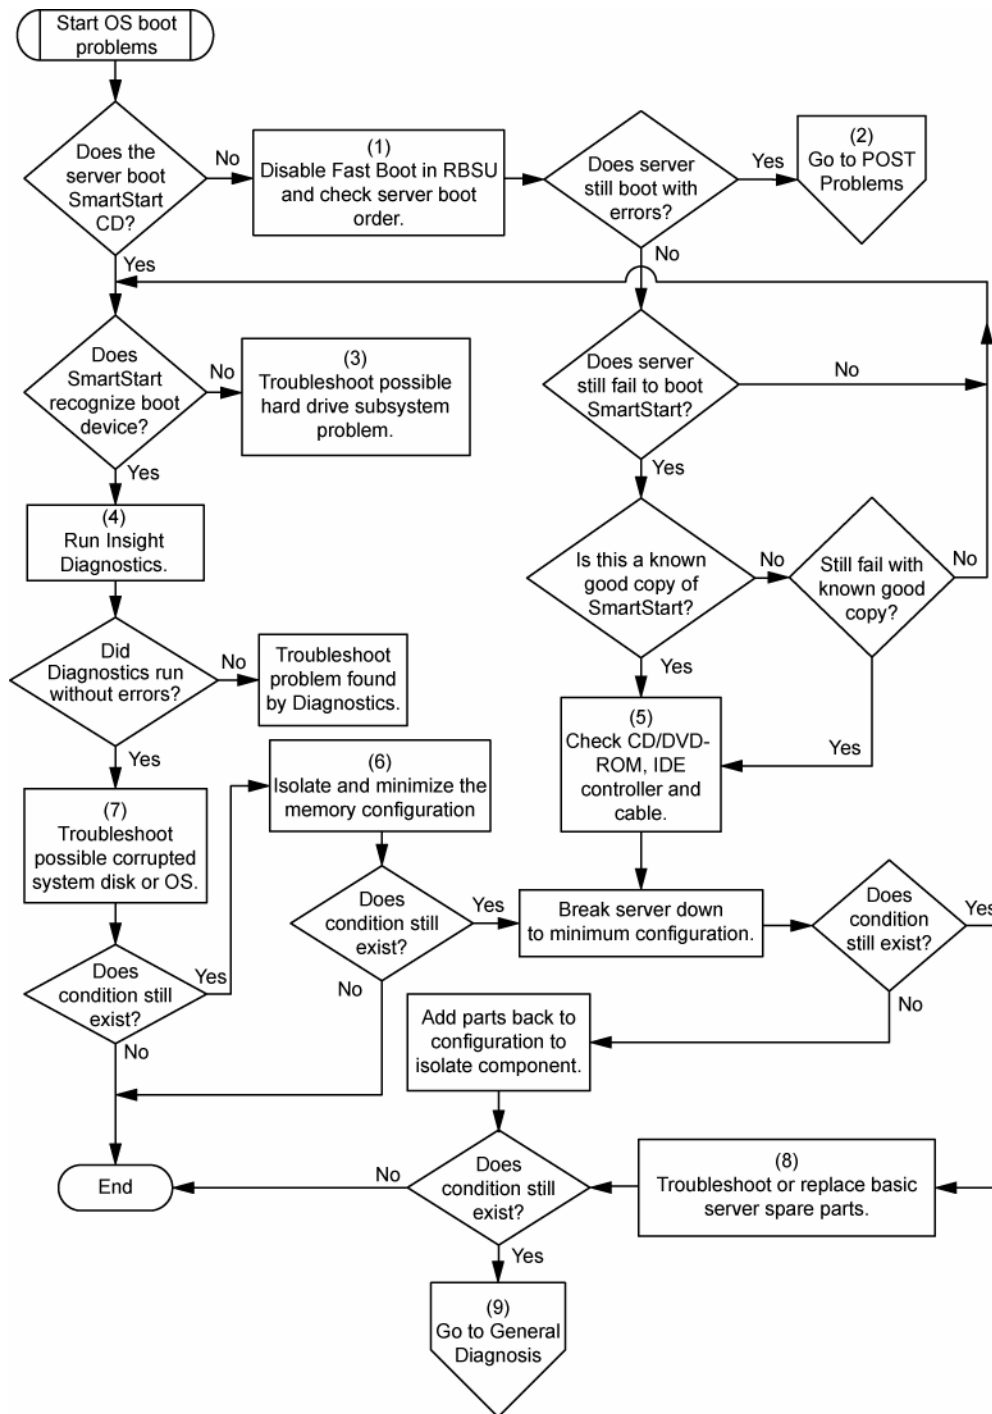 Start OS boot
problems
Does the
server boot
SmartStart
CD?
No
(1)
Disable Fast Boot in RBSU
and check server boot
order.
Does server
still boot with
errors?
Yes
(2)
Go to POST
Problems
Yes
No
Does
SmartStart
recognize boot
device?
No
(3)
Troubleshoot possible
hard drive subsystem
problem.
Does server
still fail to boot
SmartStart?
No
Yes
Yes
(4)
Run Insight
Diagnostics.
Is this a known
good copy of
SmartStart?
No
Still fail with
known good
copy?
No
Did
Diagnostics run
without errors?
No
Troubleshoot
problem found
by Diagnostics.
Yes
Yes
Yes
(5)
Check CD/DVD-
ROM, IDE
controller and
cable.
(6)
Isolate and minimize the
memory configuration
(7)
Troubleshoot
possible corrupted
system disk or OS.
Does
condition still
exist?
Yes
Break server down
to minimum configuration.
Does
condition
still exist?
Yes
Does
condition still
exist?
Yes
No
No
No
Add parts back to
configuration to
isolate component.
End
No
Does
condition still
exist?
(8)
Troubleshoot or replace basic
server spare parts.
Yes
(9)
Go to General
Diagnosis